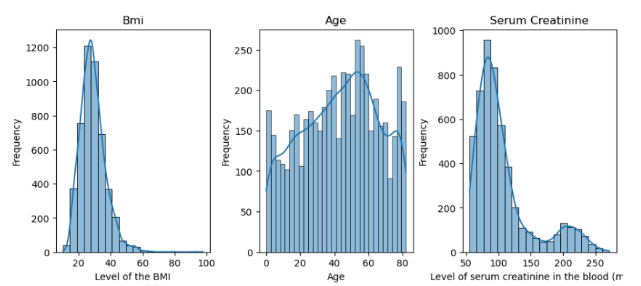 Bmi
Frequency
1200
1000
800
600
400
200
0
20 40 60 80 100
Level of the BMI
Age
Frequency
250
200
150
100
50
0
0 20 40 60 80
Age
Serum Creatinine
Frequency
1000
800
600
400
200
0
50 100 150 200 250
Level of serum creatinine in the blood (m